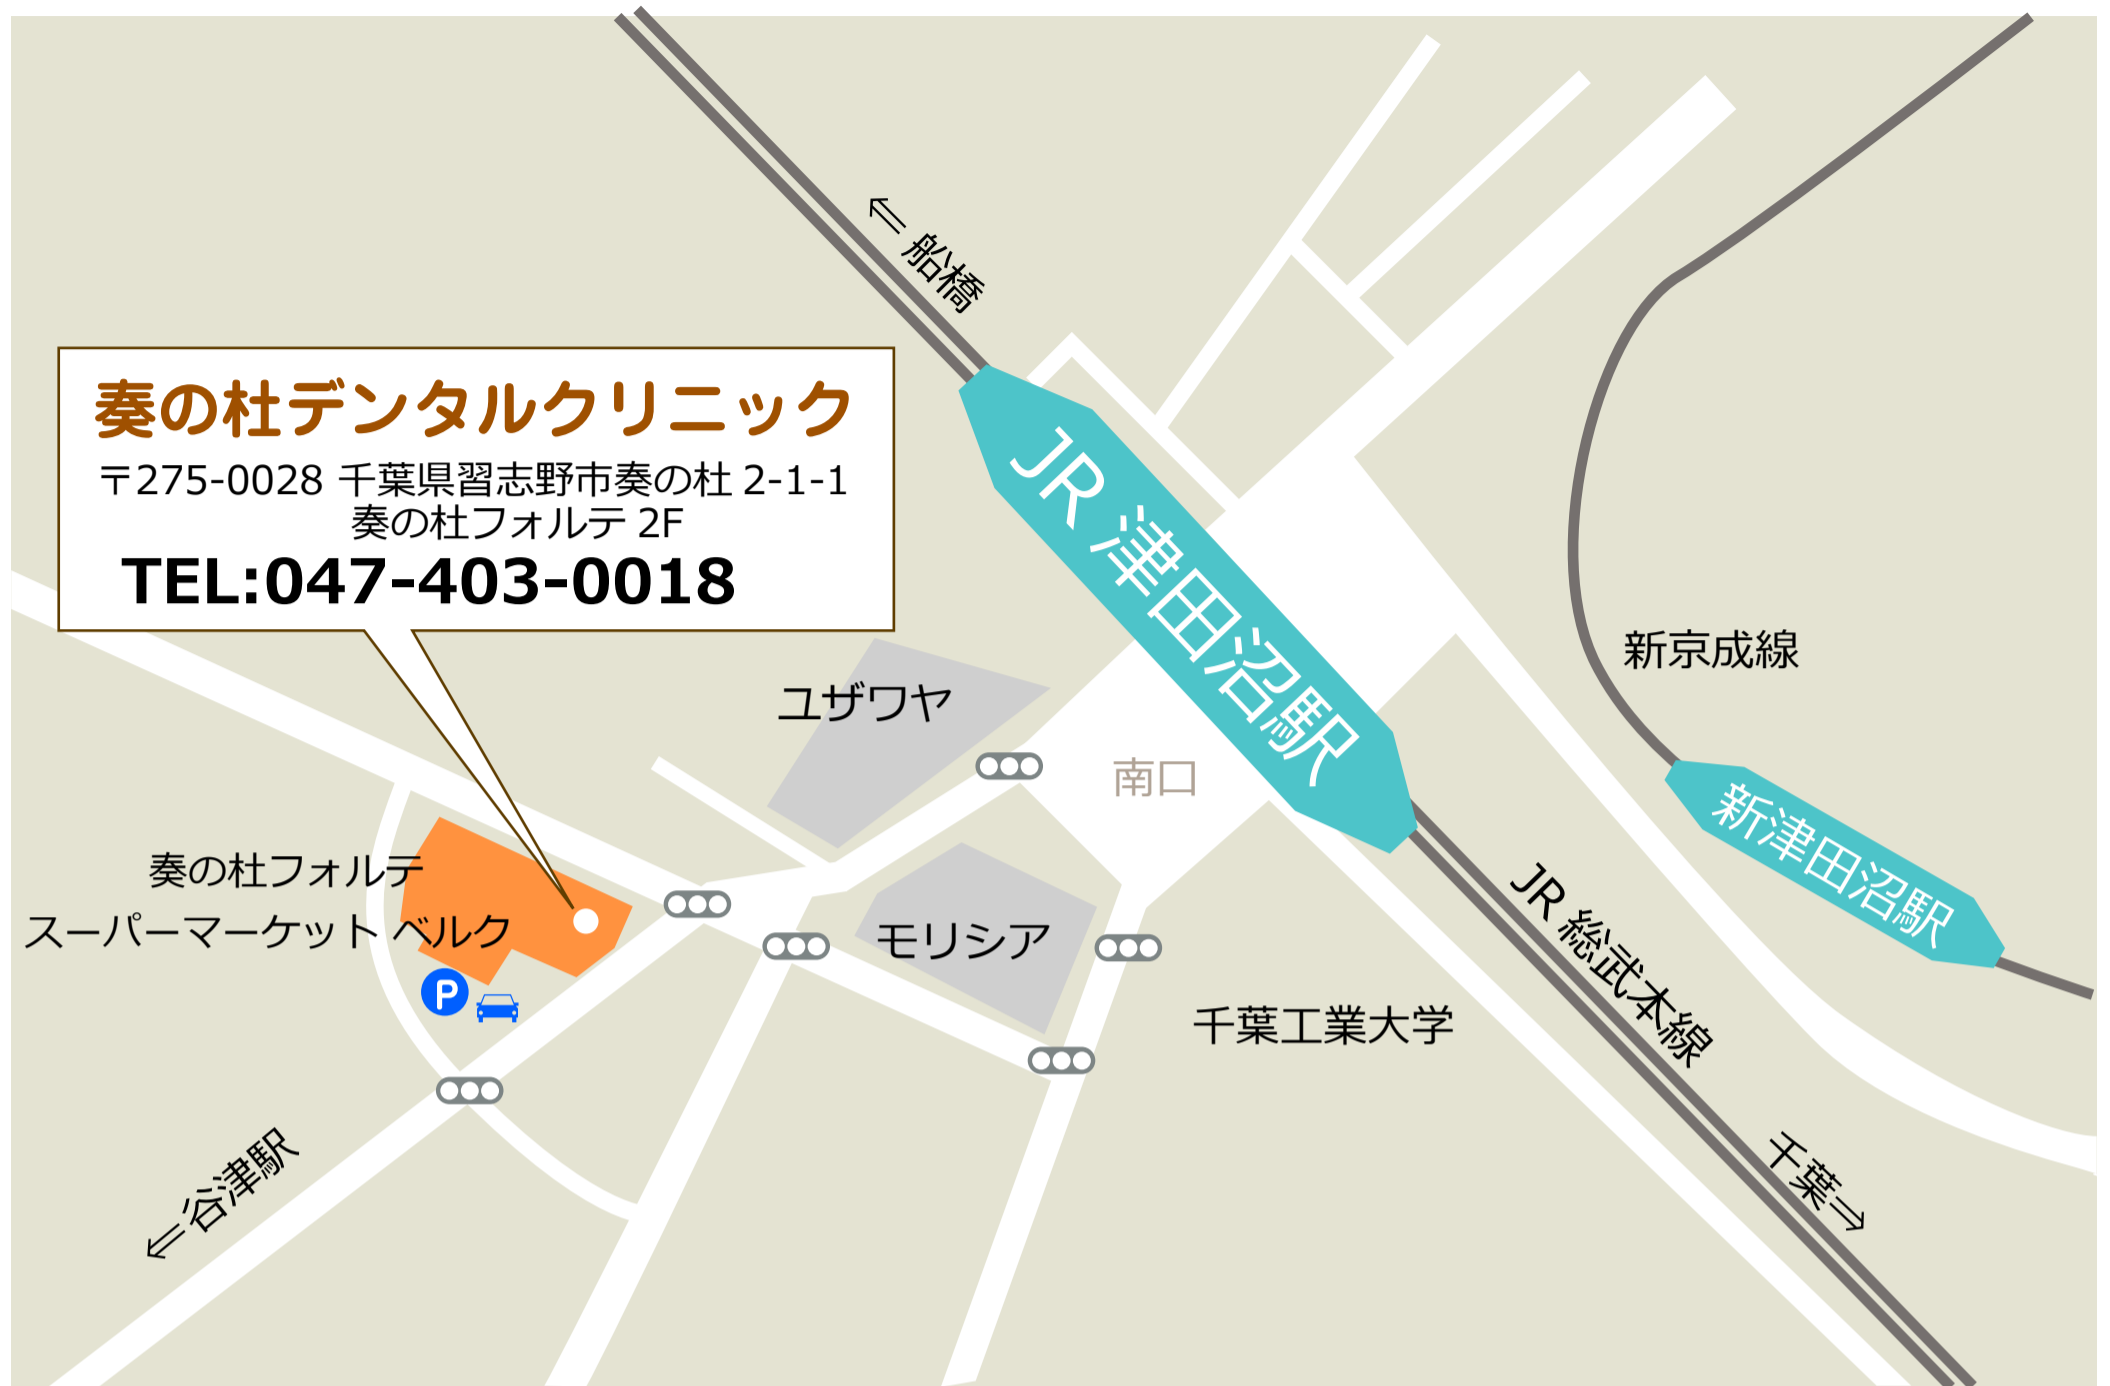 ⇐ 船橋
奏の杜デンタルクリニック
〒275-0028 千葉県習志野市奏の杜 2-1-1
奏の杜フォルテ 2F
TEL:047-403-0018
JR 津田沼駅
新京成線
ユザワヤ
南口
新津田沼駅
奏の杜フォルテ
スーパーマーケット ベルク
モリシア
JR 総武本線
P
千葉工業大学
⇐谷津駅
千葉⇒